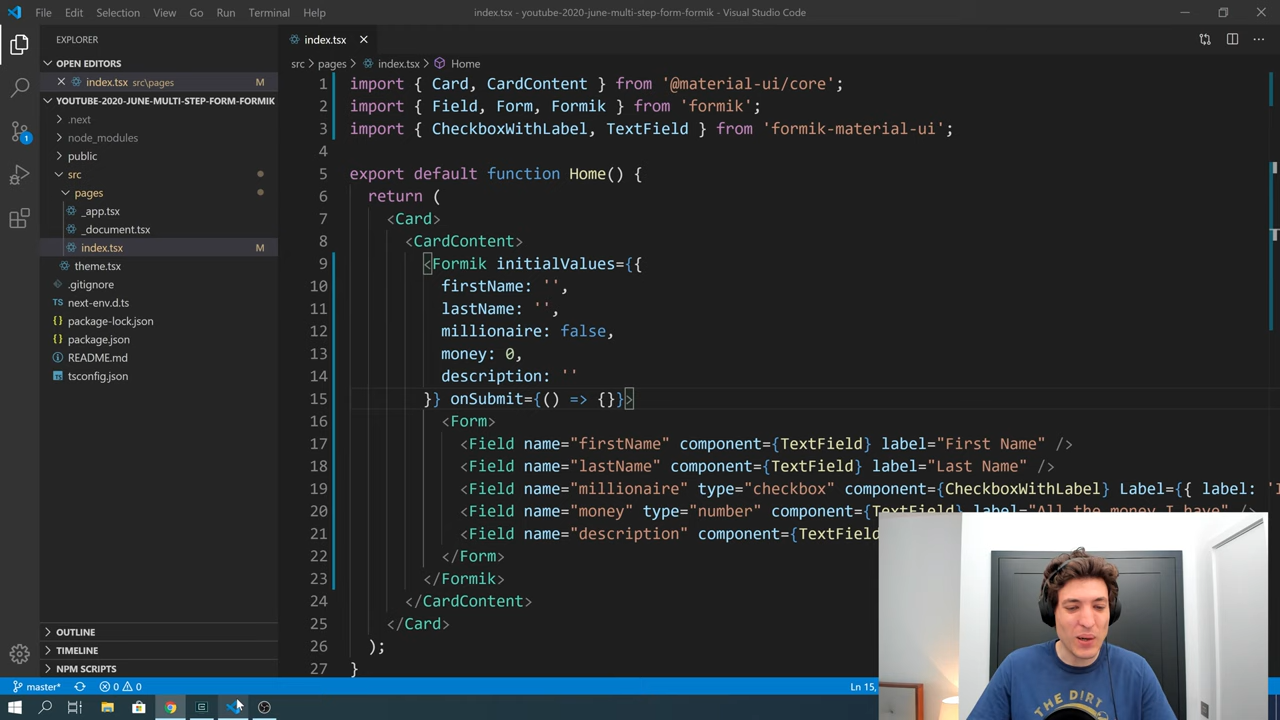 File Edit Selection View Go Run Terminal Help
index.tsx - youtube-2020-june-multi-step-form-formik - Visual Studio Code
EXPLORER
OPEN EDITORS
index.tsx src\pages M
YOUTUBE-2020-JUNE-MULTI-STEP-FORM-FORMIK
.next
node_modules
public
src
pages
_app.tsx
_document.tsx
index.tsx M
theme.tsx
.gitignore
next-env.d.ts
package-lock.json
package.json
README.md
tsconfig.json
OUTLINE
TIMELINE
NPM SCRIPTS
index.tsx
src > pages > index.tsx > Home
1 import { Card, CardContent } from '@material-ui/core';
2 import { Field, Form, Formik } from 'formik';
3 import { CheckboxWithLabel, TextField } from 'formik-material-ui';
4
5 export default function Home() {
6 return (
7 <Card>
8 <CardContent>
9 <Formik initialValues={{
10 firstName: '',
11 lastName: '',
12 millionaire: false,
13 money: 0,
14 description: ''
15 }} onSubmit={() => {}}>
16 <Form>
17 <Field name="firstName" component={TextField} label="First Name" />
18 <Field name="lastName" component={TextField} label="Last Name" />
19 <Field name="millionaire" type="checkbox" component={CheckboxWithLabel} Label={{ label: 
20 <Field name="money" type="number" component={TextField} label="All the money I have" />
21 <Field name="description" component={TextField
22 </Form>
23 </Formik>
24 </CardContent>
25 </Card>
26 );
27 }
1
master* 0 0
Ln 15,
THE DIRT